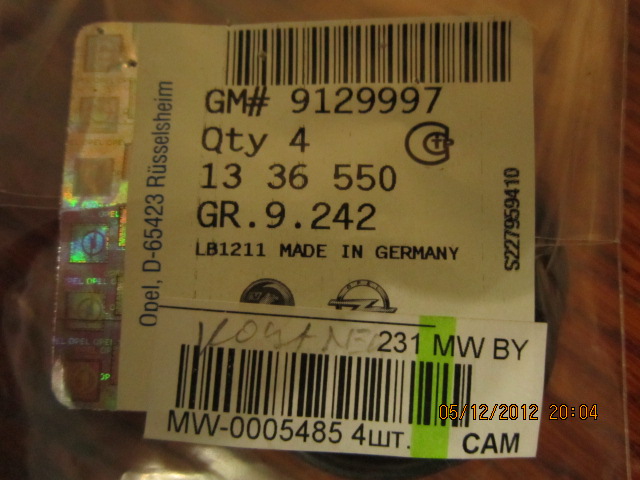 GM# 9129997
Qty 4
13 36 550
GR.9.242
LB1211 MADE IN GERMANY
Opel, D-65423 Rüsselsheim
S227959410
231 MW BY
MW-0005485 4шт.
CAM
05/12/2012 20:04